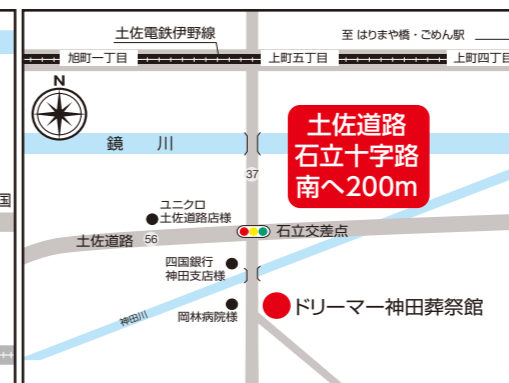 土佐電鉄伊野線
至 はりまや橋・ごめん駅
旭町一丁目
上町五丁目
上町四丁目
N
鏡 川
土佐道路
石立十字路
南へ200m
37
国
ユニクロ
土佐道路店様
土佐道路 56
石立交差点
四国銀行
神田支店様
神田川
岡林病院様
ドリーマー神田葬祭館